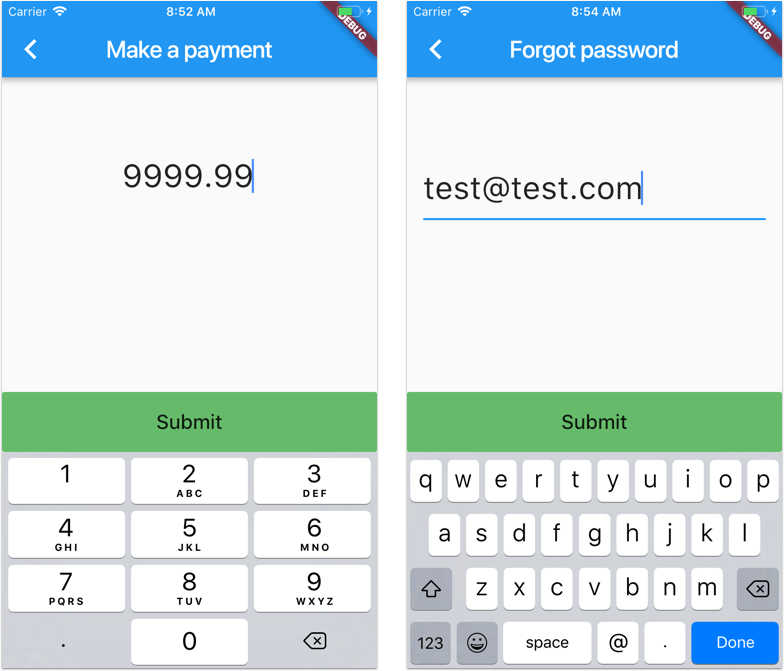 Carrier 8:52 AM DEBUG
Make a payment
9999.99
Submit
1 2 3
ABC DEF
4 5 6
GHI JKL MNO
7 8 9
PQRS TUV WXYZ
. 0
Carrier 8:54 AM DEBUG
Forgot password
test@test.com
Submit
q w e r t y u i o p
a s d f g h j k l
z x c v b n m
123 space @ . Done